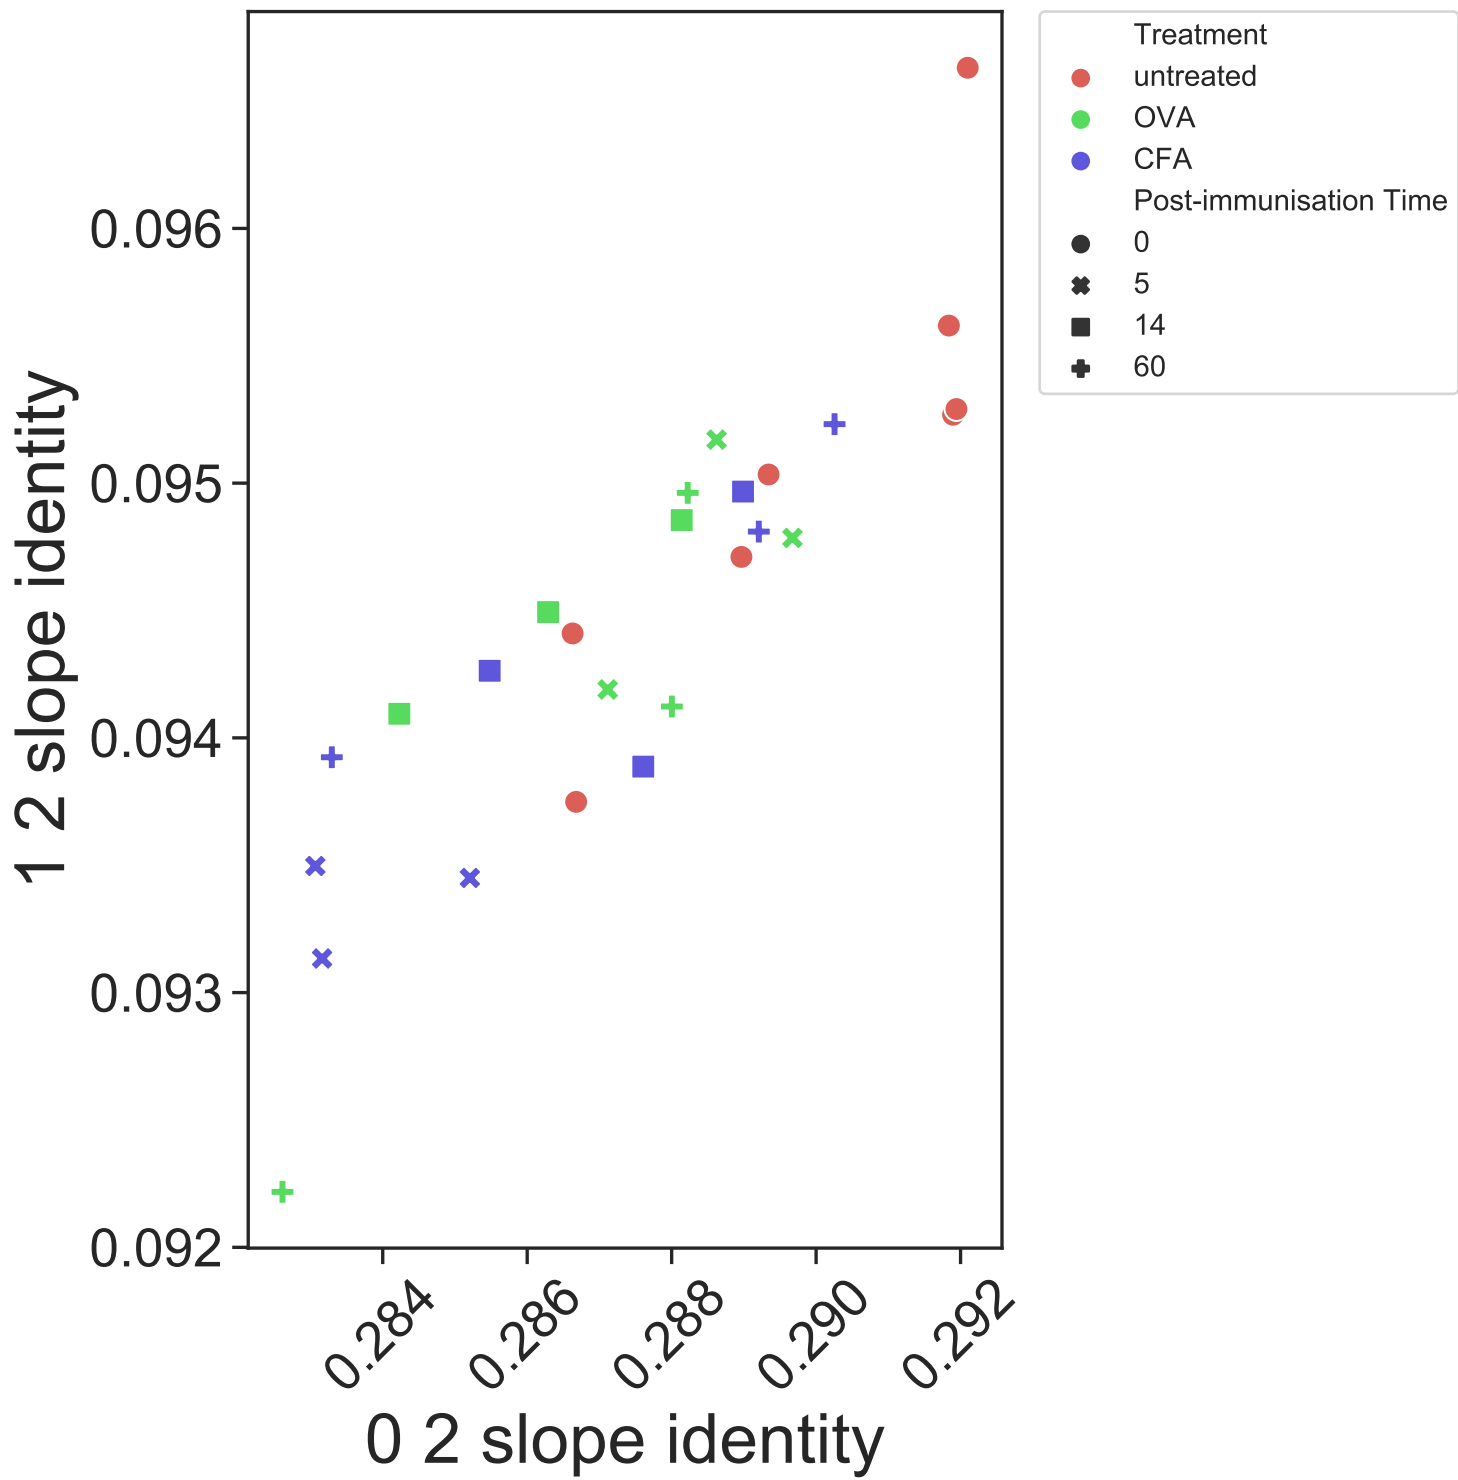 Treatment
untreated
OVA
CFA
Post-immunisation Time
0
5
14
60
0.096
0.095
0.094
0.093
0.092
1 2 slope identity
0.284
0.286
0.288
0.290
0.292
0 2 slope identity